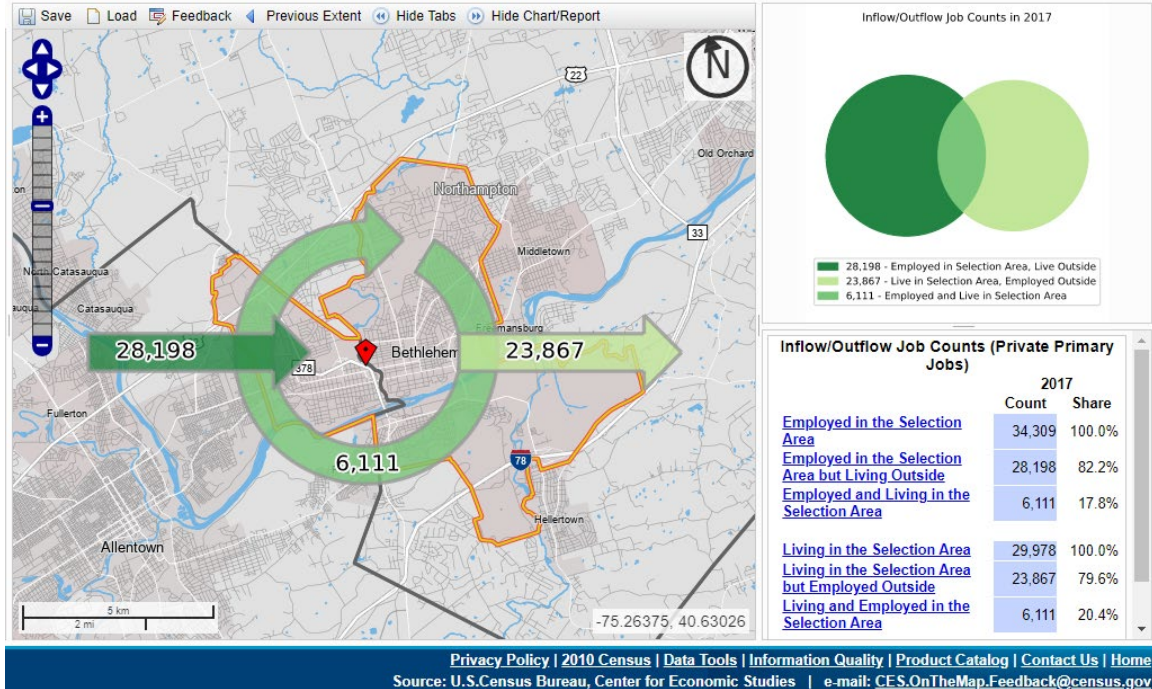 Save Load Feedback Previous Extent Hide Tabs Hide Chart/Report
N
22
Old Orchard
Northampton
33
Middletown
North Catasauqua
Catasauqua
28,198
378
Bethlehem
23,867
Fullerton
6,111
78
Hellertown
Allentown
5 km
2 mi
-75.26375, 40.63026
Inflow/Outflow Job Counts in 2017
28,198 - Employed in Selection Area, Live Outside
23,867 - Live in Selection Area, Employed Outside
6,111 - Employed and Live in Selection Area
Inflow/Outflow Job Counts (Private Primary
Jobs)
2017
Count Share
Employed in the Selection
Area 34,309 100.0%
Employed in the Selection
Area but Living Outside 28,198 82.2%
Employed and Living in the
Selection Area 6,111 17.8%
Living in the Selection Area 29,978 100.0%
Living in the Selection Area
but Employed Outside 23,867 79.6%
Living and Employed in the
Selection Area 6,111 20.4%
Privacy Policy | 2010 Census | Data Tools | Information Quality | Product Catalog | Contact Us | Home
Source: U.S.Census Bureau, Center for Economic Studies | e-mail: CES.OnTheMap.Feedback@census.gov